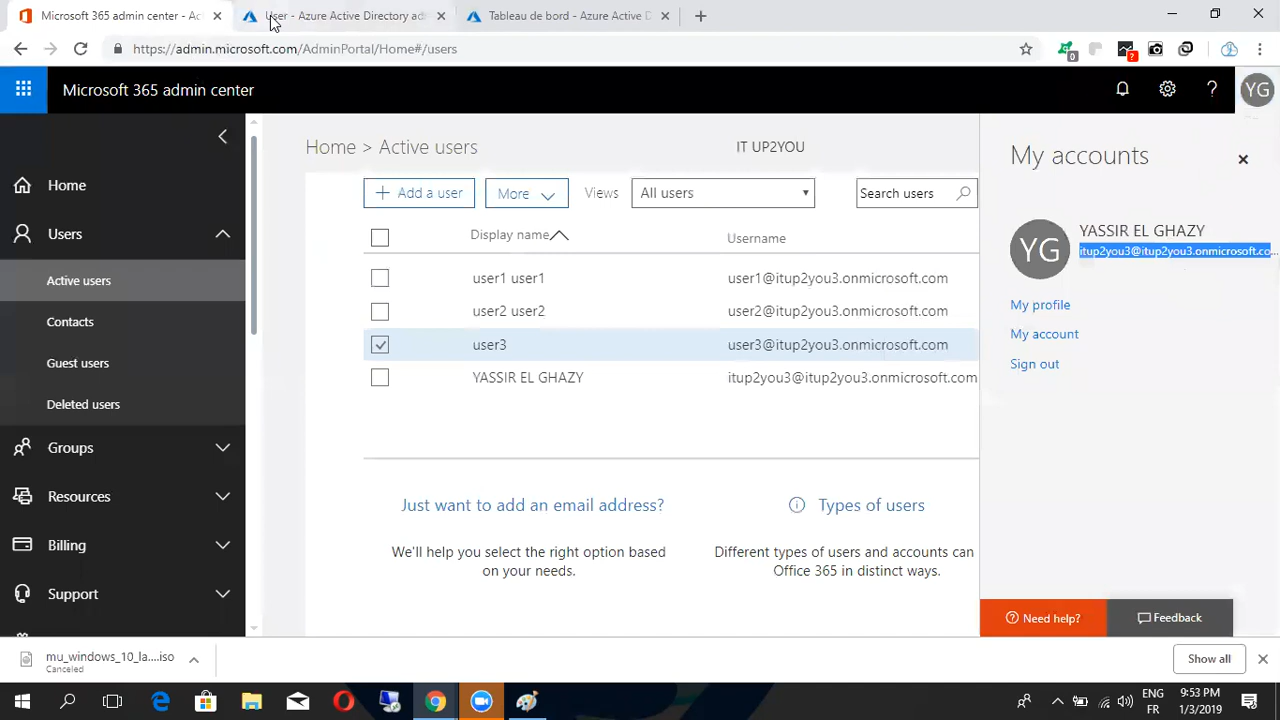 Microsoft 365 admin center - Ac
User - Azure Active Directory ad
Tableau de bord - Azure Active D
https://admin.microsoft.com/AdminPortal/Home#/users
0
?
Microsoft 365 admin center
?
YG
Home
Users
Active users
Contacts
Guest users
Deleted users
Groups
Resources
Billing
Support
Home > Active users
IT UP2YOU
Add a user
More
Views
All users
Search users
Display name
Username
user1 user1
user1@itup2you3.onmicrosoft.com
user2 user2
user2@itup2you3.onmicrosoft.com
user3
user3@itup2you3.onmicrosoft.com
YASSIR EL GHAZY
itup2you3@itup2you3.onmicrosoft.com
Just want to add an email address?
We'll help you select the right option based
on your needs.
Types of users
Different types of users and accounts can
Office 365 in distinct ways.
My accounts
YG
YASSIR EL GHAZY
itup2you3@itup2you3.onmicrosoft.co...
My profile
My account
Sign out
Need help?
Feedback
mu_windows_10_la....iso
Canceled
Show all
ENG
FR
9:53 PM
1/3/2019